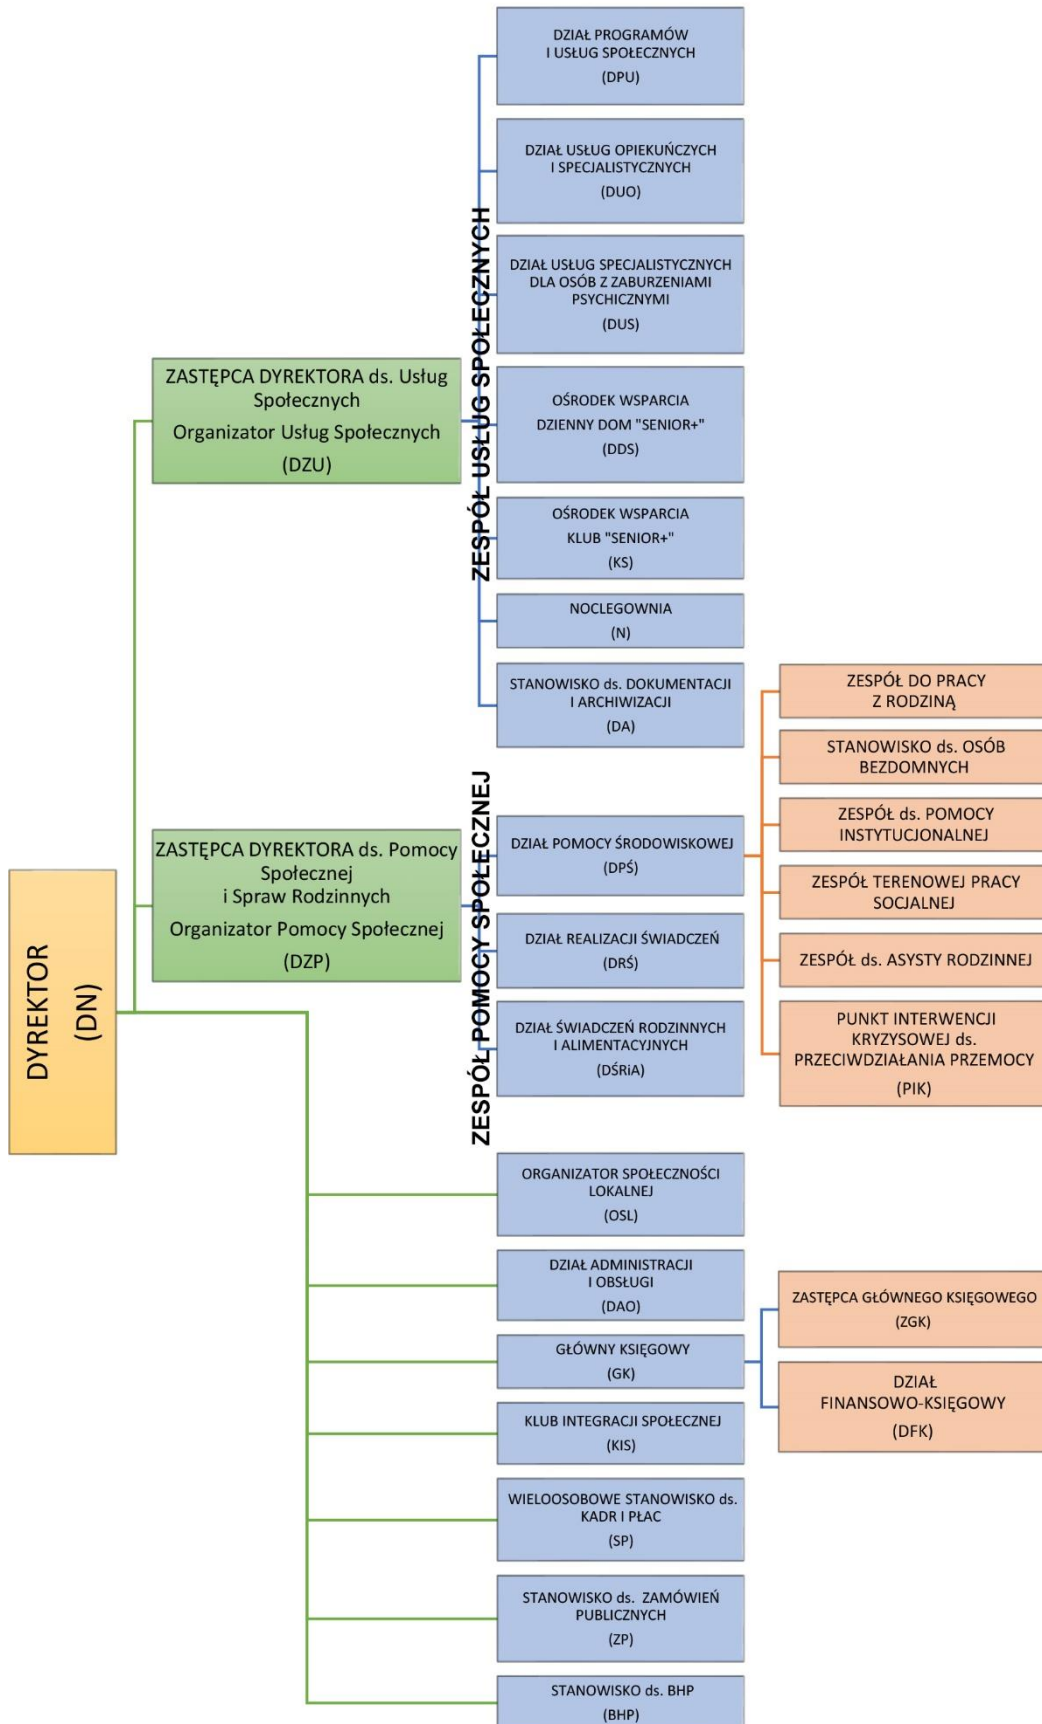 DYREKTOR
(DN)
ZASTĘPCA DYREKTORA ds. Usług
Społecznych
Organizator Usług Społecznych
(DZU)
ZESPÓŁ USŁUG SPOŁECZNYCH
DZIAŁ PROGRAMÓW
I USŁUG SPOŁECZNYCH
(DPU)
DZIAŁ USŁUG OPIEKUŃCZYCH
I SPECJALISTYCZNYCH
(DUO)
DZIAŁ USŁUG SPECJALISTYCZNYCH
DLA OSÓB Z ZABURZENIAMI
PSYCHICZNYMI
(DUS)
OŚRODEK WSPARCIA
DZIENNY DOM "SENIOR+"
(DDS)
OŚRODEK WSPARCIA
KLUB "SENIOR+"
(KS)
NOCLEGOWNIA
(N)
STANOWISKO ds. DOKUMENTACJI
I ARCHIWIZACJI
(DA)
ZASTĘPCA DYREKTORA ds. Pomocy
Społecznej
i Spraw Rodzinnych
Organizator Pomocy Społecznej
(DZP)
ZESPÓŁ POMOCY SPOŁECZNEJ
DZIAŁ POMOCY ŚRODOWISKOWEJ
(DPŚ)
ZESPÓŁ DO PRACY
Z RODZINĄ
STANOWISKO ds. OSÓB
BEZDOMNYCH
ZESPÓŁ ds. POMOCY
INSTYTUCJONALNEJ
ZESPÓŁ TERENOWEJ PRACY
SOCJALNEJ
ZESPÓŁ ds. ASYSTY RODZINNEJ
PUNKT INTERWENCJI
KRYZYSOWEJ ds.
PRZECIWDZIAŁANIA PRZEMOCY
(PIK)
DZIAŁ REALIZACJI ŚWIADCZEŃ
(DRŚ)
DZIAŁ ŚWIADCZEŃ RODZINNYCH
I ALIMENTACYJNYCH
(DŚRiA)
ORGANIZATOR SPOŁECZNOŚCI
LOKALNEJ
(OSL)
DZIAŁ ADMINISTRACJI
I OBSŁUGI
(DAO)
GŁÓWNY KSIĘGOWY
(GK)
ZASTĘPCA GŁÓWNEGO KSIĘGOWEGO
(ZGK)
DZIAŁ
FINANSOWO-KSIĘGOWY
(DFK)
KLUB INTEGRACJI SPOŁECZNEJ
(KIS)
WIELOOSOBOWE STANOWISKO ds.
KADR I PŁAC
(SP)
STANOWISKO ds. ZAMÓWIEŃ
PUBLICZNYCH
(ZP)
STANOWISKO ds. BHP
(BHP)